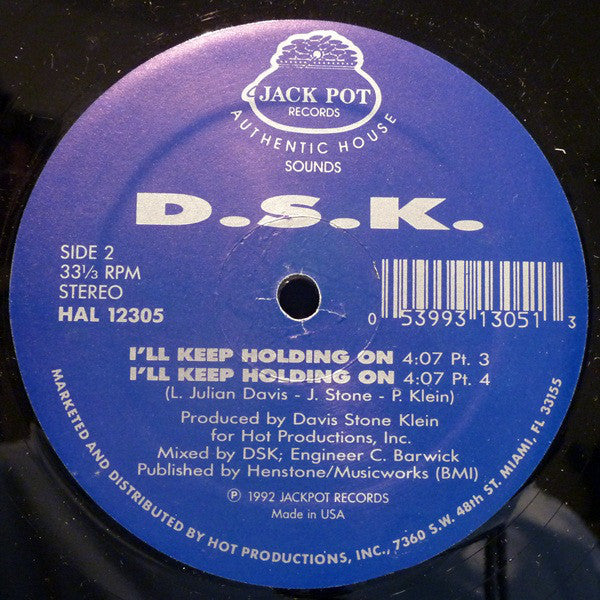 JACK POT
RECORDS
AUTHENTIC HOUSE
SOUNDS
D.S.K.
SIDE 2
33⅓ RPM
STEREO
HAL 12305
0 53993 13051 3
I'LL KEEP HOLDING ON 4:07 Pt. 3
I'LL KEEP HOLDING ON 4:07 Pt. 4
(L. Julian Davis - J. Stone - P. Klein)
Produced by Davis Stone Klein
for Hot Productions, Inc.
Mixed by DSK; Engineer C. Barwick
Published by Henstone/Musicworks (BMI)
℗ 1992 JACKPOT RECORDS
Made in USA
MARKETED AND DISTRIBUTED BY HOT PRODUCTIONS, INC., 7360 S.W. 48th ST. MIAMI, FL 33155